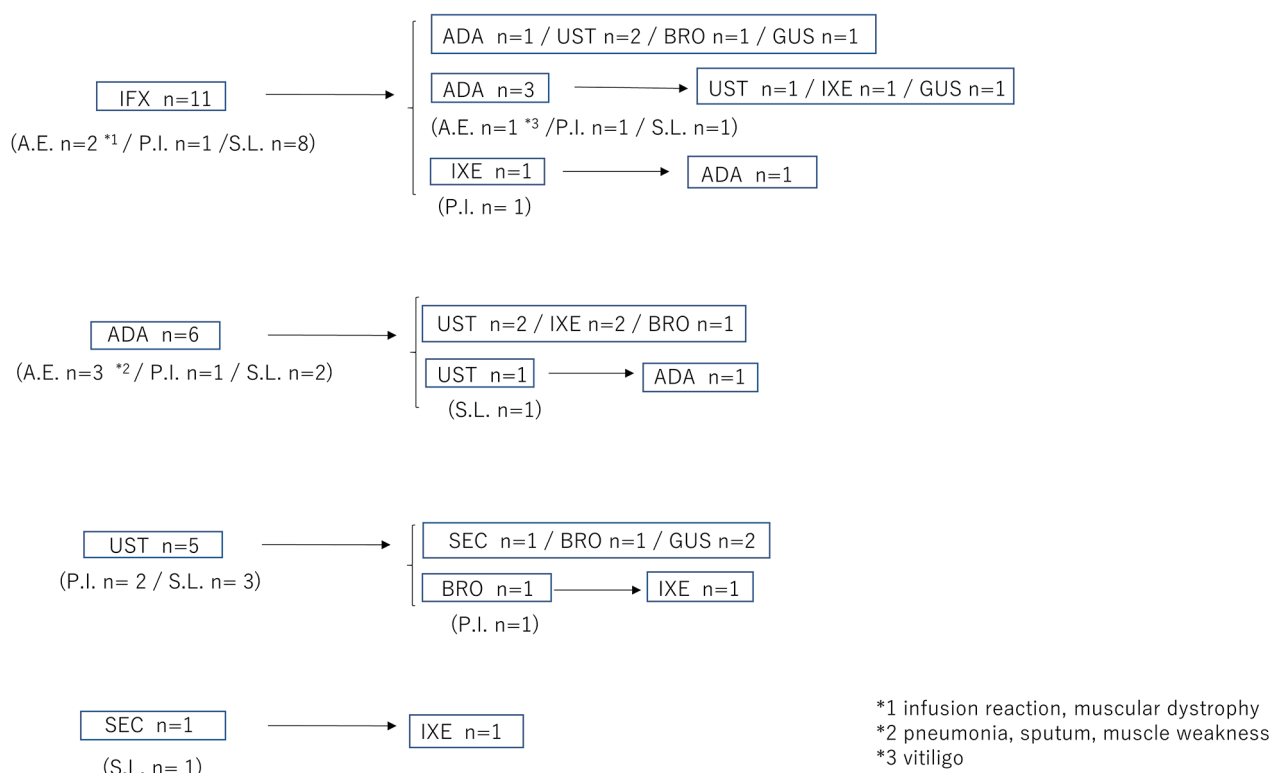 ADA n=1 / UST n=2 / BRO n=1 / GUS n=1
IFX n=11
ADA n=3
UST n=1 / IXE n=1 / GUS n=1
(A.E. n=2 *1 / P.I. n=1 /S.L. n=8)
(A.E. n=1 *3 /P.I. n=1 / S.L. n=1)
IXE n=1
ADA n=1
(P.I. n= 1)
ADA n=6
UST n=2 / IXE n=2 / BRO n=1
(A.E. n=3 *2 / P.I. n=1 / S.L. n=2)
UST n=1
ADA n=1
(S.L. n=1)
UST n=5
SEC n=1 / BRO n=1 / GUS n=2
(P.I. n= 2 / S.L. n= 3)
BRO n=1
IXE n=1
(P.I. n=1)
SEC n=1
IXE n=1
(S.L. n= 1)
*1 infusion reaction, muscular dystrophy
*2 pneumonia, sputum, muscle weakness
*3 vitiligo